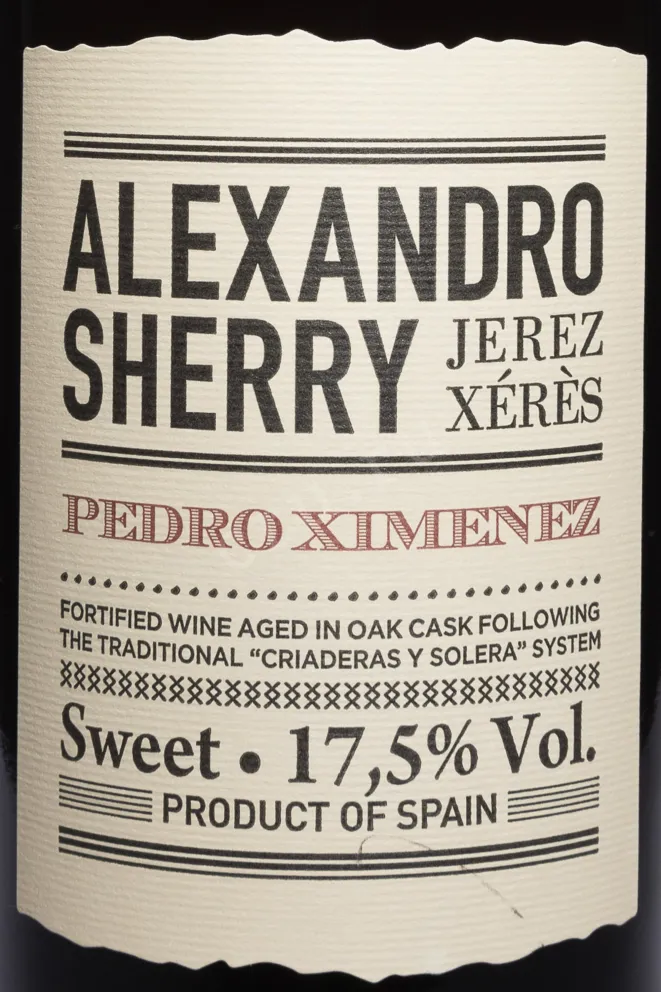 ALEXANDRO
SHERRY
JEREZ
XÉRÈS
PEDRO XIMENEZ
FORTIFIED WINE AGED IN OAK CASK FOLLOWING
THE TRADITIONAL “CRIADERAS Y SOLERA” SYSTEM
Sweet • 17,5% Vol.
PRODUCT OF SPAIN